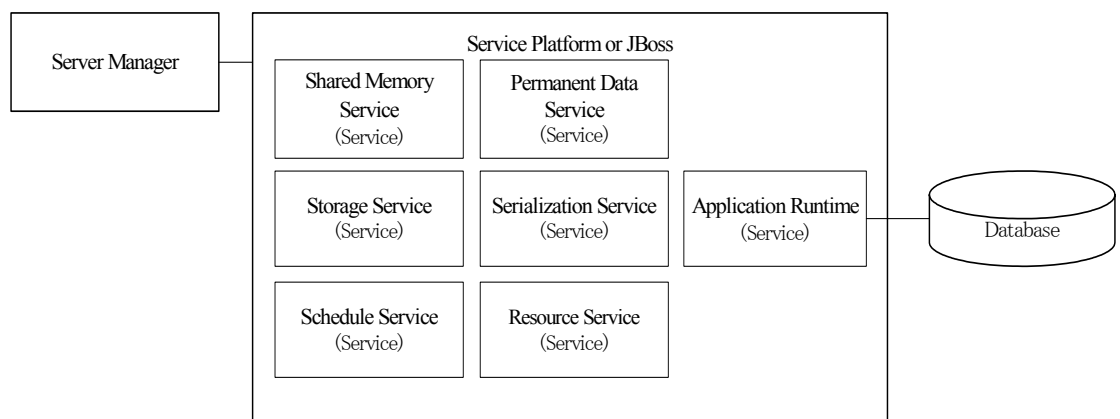 Server Manager
Service Platform or JBoss
Shared Memory
Service
(Service)
Permanent Data
Service
(Service)
Storage Service
(Service)
Serialization Service
(Service)
Application Runtime
(Service)
Database
Schedule Service
(Service)
Resource Service
(Service)